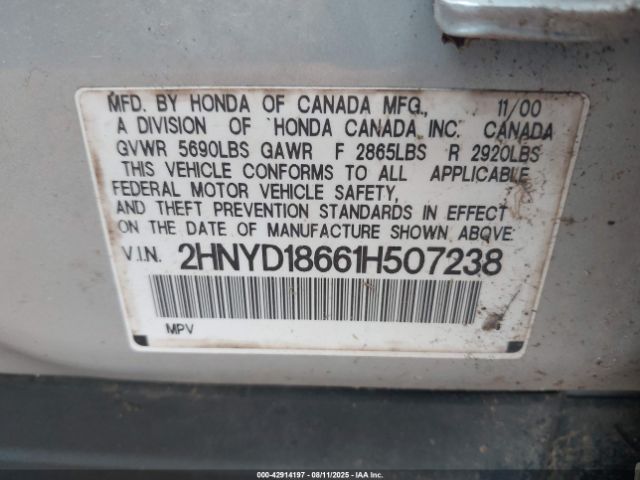 MFD. BY HONDA OF CANADA MFG., 11/00
A DIVISION OF HONDA CANADA INC. CANADA
GVWR 5690LBS GAWR F 2865LBS R 2920LBS
THIS VEHICLE CONFORMS TO ALL APPLICABLE
FEDERAL MOTOR VEHICLE SAFETY,
AND THEFT PREVENTION STANDARDS IN EFFECT
ON THE DATE OF MANUFACTURE SHOWN ABOVE.
V.I.N. 2HNYD18661H507238
MPV
000-42914197 - 08/11/2025 - IAA Inc.